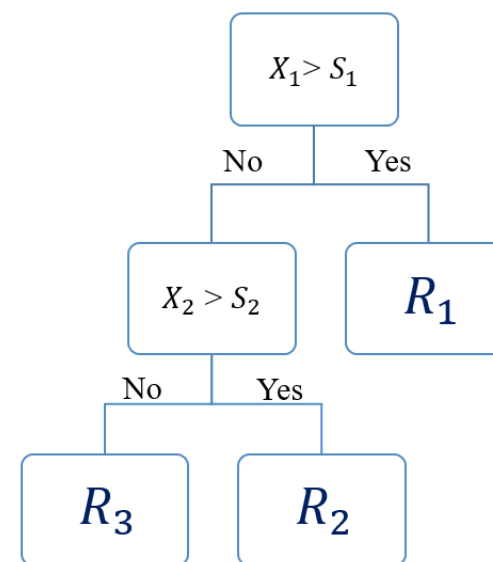 X₁ > S₁
No Yes
X₂ > S₂
R₁
No Yes
R₃ R₂